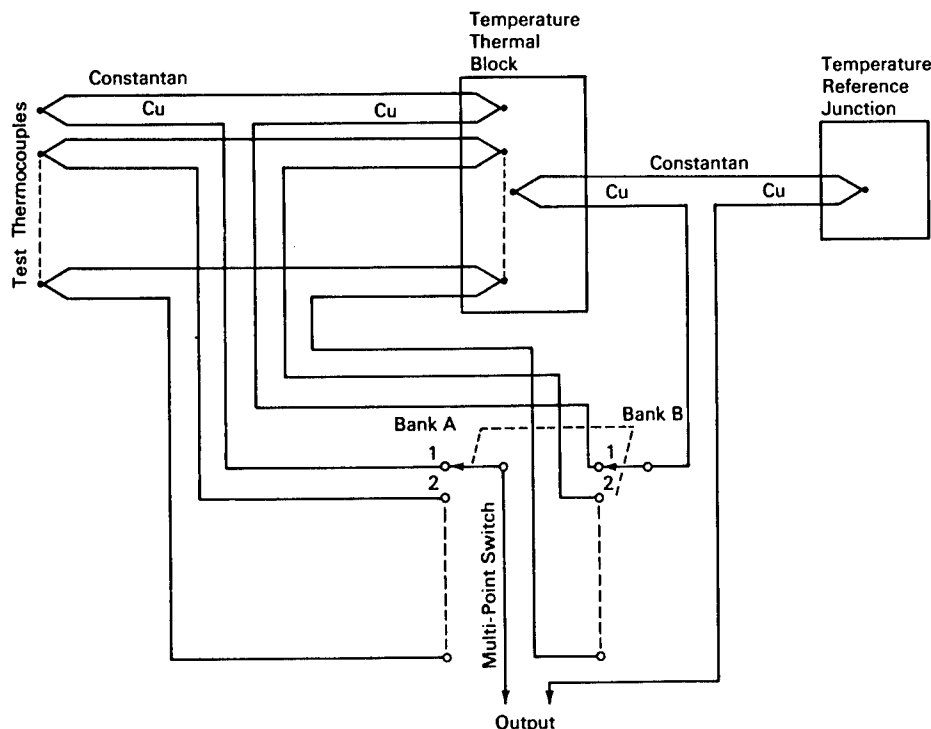 Temperature
Thermal
Block
Temperature
Reference
Junction
Constantan
Cu
Cu
Test Thermocouples
Constantan
Cu
Cu
Bank A
Bank B
1
1
2
2
Multi-Point Switch
Output